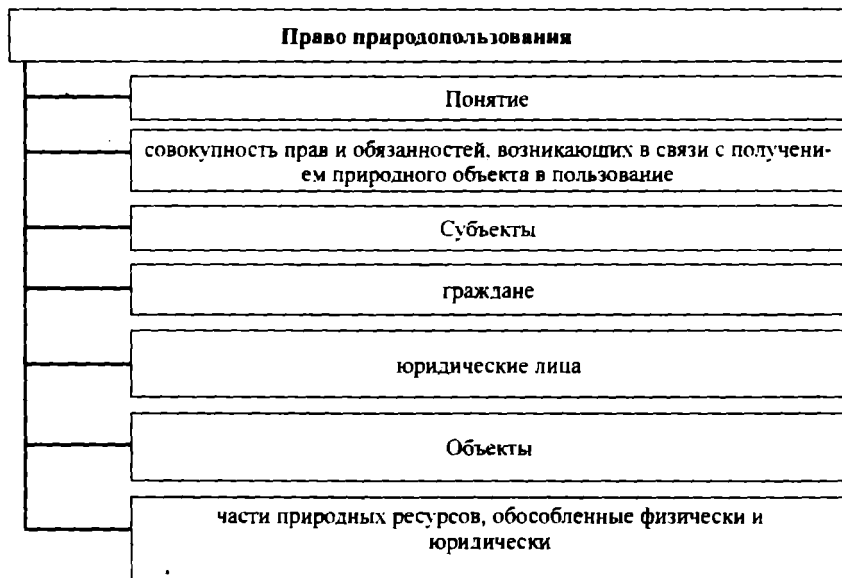 Право природопользования
Понятие
совокупность прав и обязанностей, возникающих в связи с получени-
ем природного объекта в пользование
Субъекты
граждане
юридические лица
Объекты
части природных ресурсов, обособленные физически и
юридически